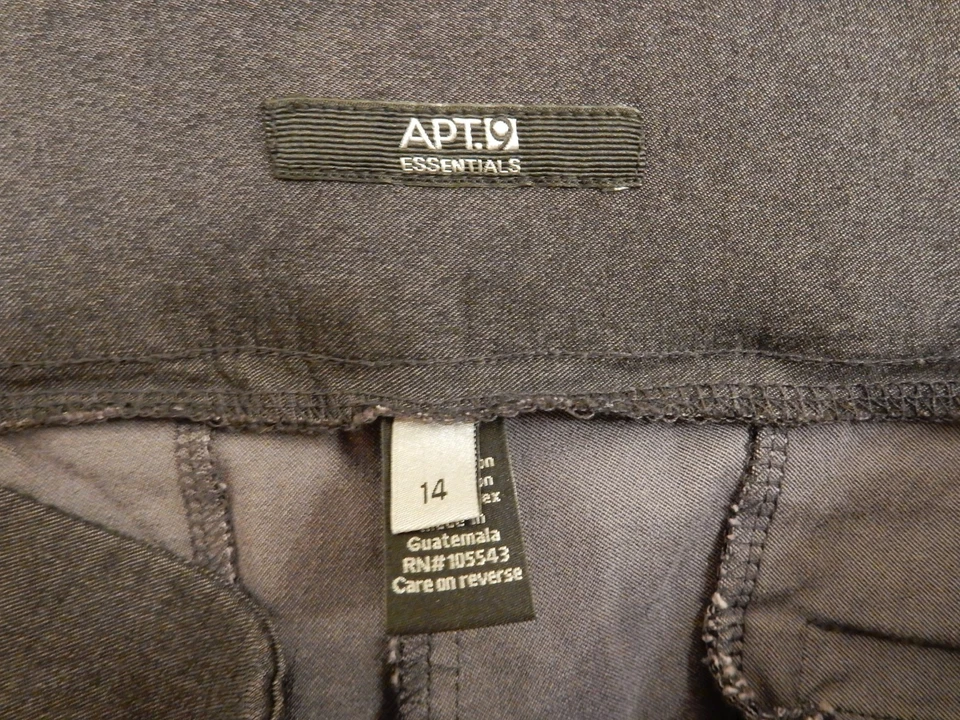 APT.9
ESSENTIALS
14
Guatemala
RN#105543
Care on reverse